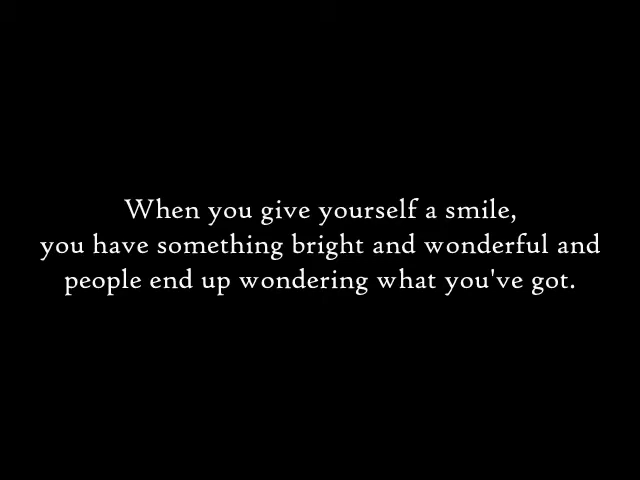 When you give yourself a smile,
you have something bright and wonderful and
people end up wondering what you've got.